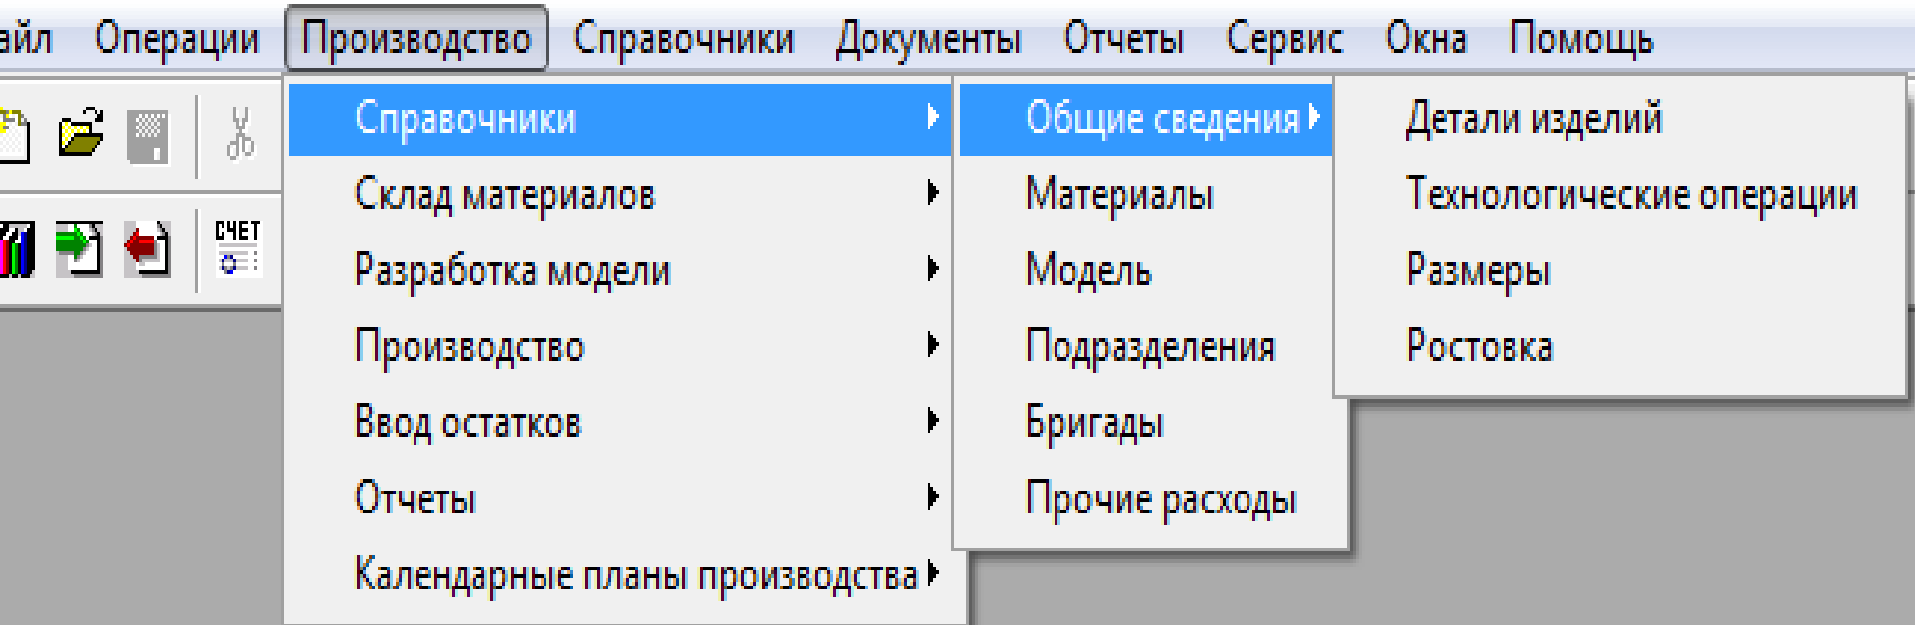 айл Операции Производство Справочники Документы Отчеты Сервис Окна Помощь
Справочники Общие сведения Детали изделий
Склад материалов Материалы Технологические операции
Разработка модели Модель Размеры
СЧЕТ
Производство Подразделения Ростовка
Ввод остатков Бригады
Отчеты Прочие расходы
Календарные планы производства